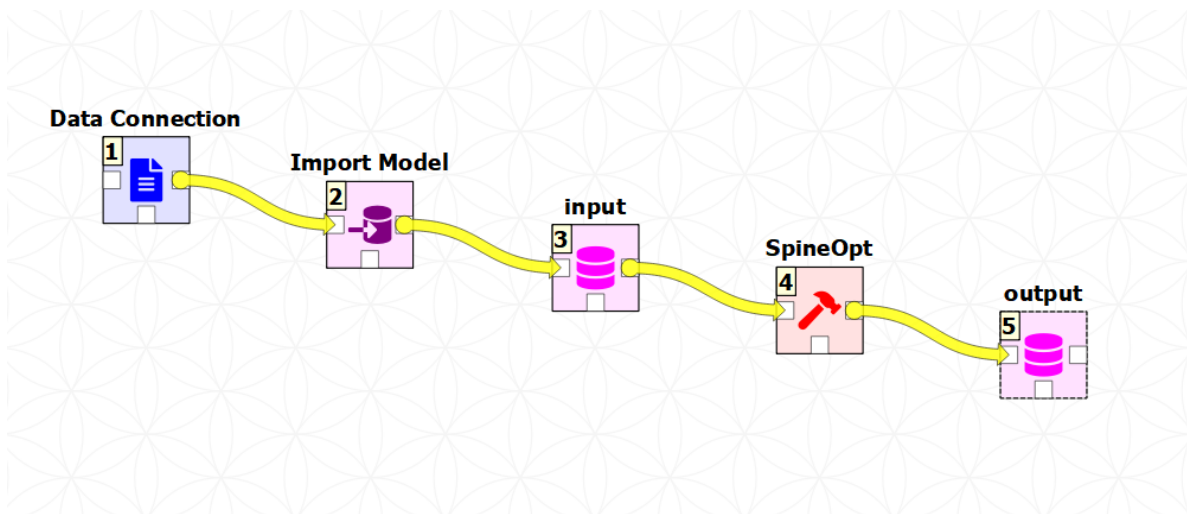 Data Connection
1
Import Model
2
input
3
SpineOpt
4
output
5